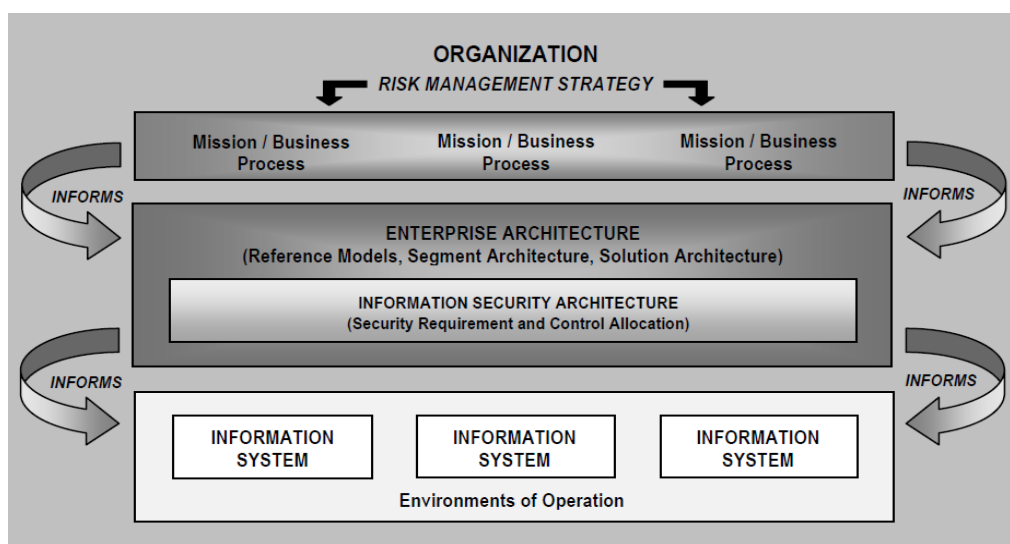 ORGANIZATION
RISK MANAGEMENT STRATEGY
Mission / Business
Process
Mission / Business
Process
Mission / Business
Process
INFORMS
INFORMS
ENTERPRISE ARCHITECTURE
(Reference Models, Segment Architecture, Solution Architecture)
INFORMATION SECURITY ARCHITECTURE
(Security Requirement and Control Allocation)
INFORMS
INFORMS
INFORMATION
SYSTEM
INFORMATION
SYSTEM
INFORMATION
SYSTEM
Environments of Operation